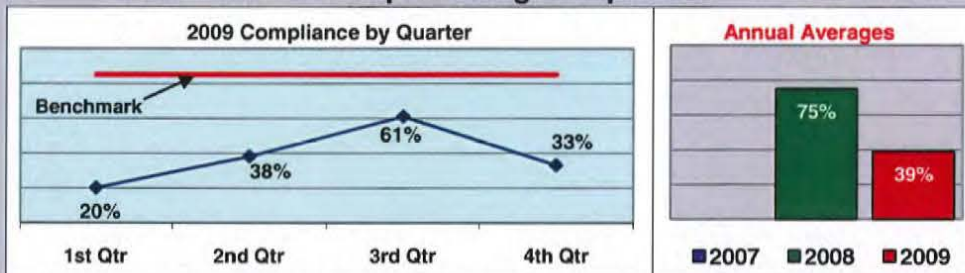 2009 Compliance by Quarter
Benchmark
20%
38%
61%
33%
1st Qtr
2nd Qtr
3rd Qtr
4th Qtr
Annual Averages
75%
39%
2007
2008
2009